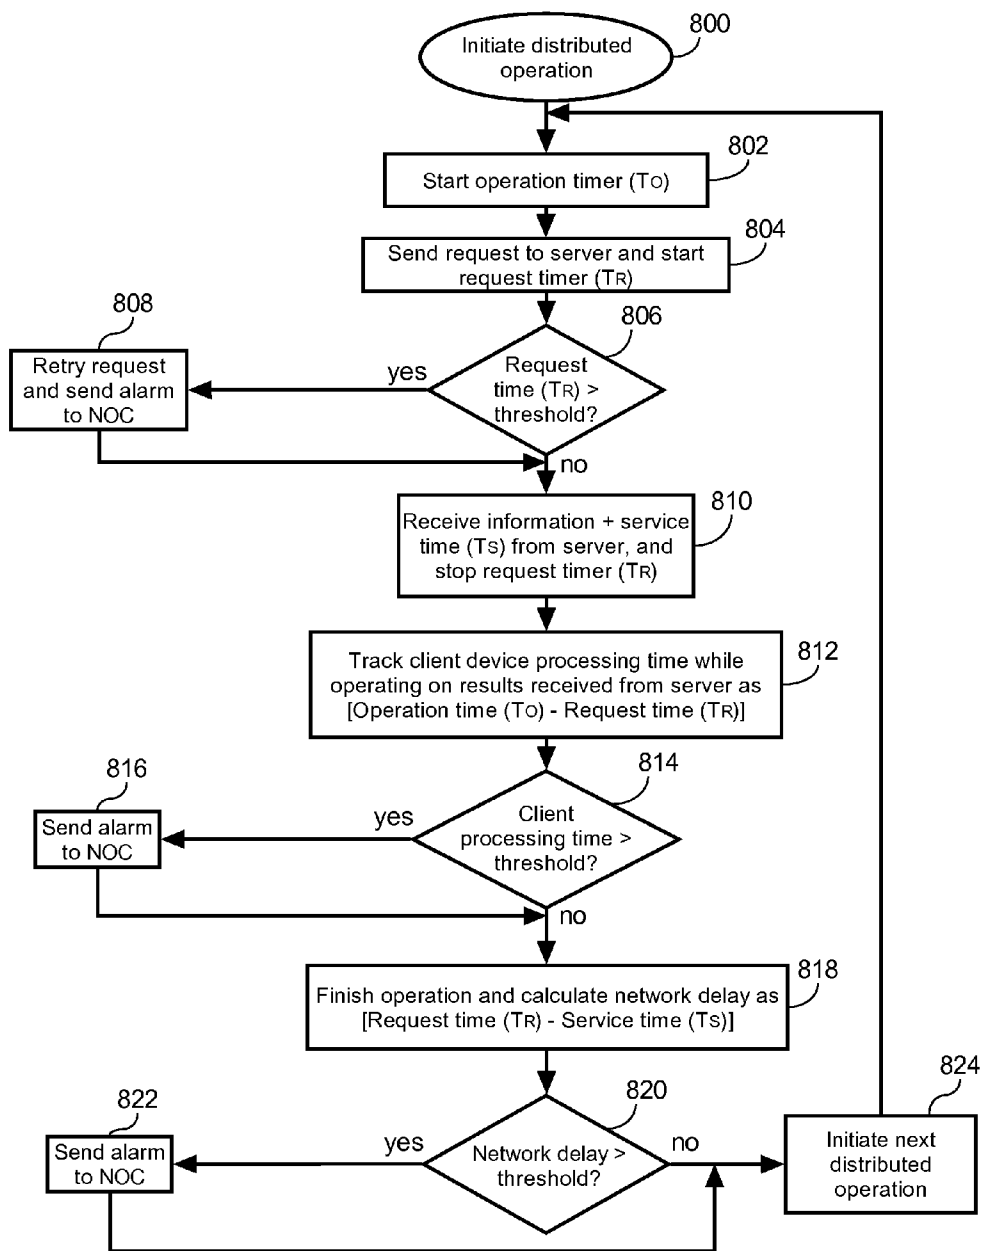 800
Initiate distributed
operation
802
Start operation timer (TO)
804
Send request to server and start
request timer (TR)
806
Request
time (TR) >
threshold?
yes
808
Retry request
and send alarm
to NOC
no
810
Receive information + service
time (TS) from server, and
stop request timer (TR)
812
Track client device processing time while
operating on results received from server as
[Operation time (TO) - Request time (TR)]
814
Client
processing time >
threshold?
yes
816
Send alarm
to NOC
no
818
Finish operation and calculate network delay as
[Request time (TR) - Service time (TS)]
820
Network delay >
threshold?
yes
822
Send alarm
to NOC
no
824
Initiate next
distributed
operation